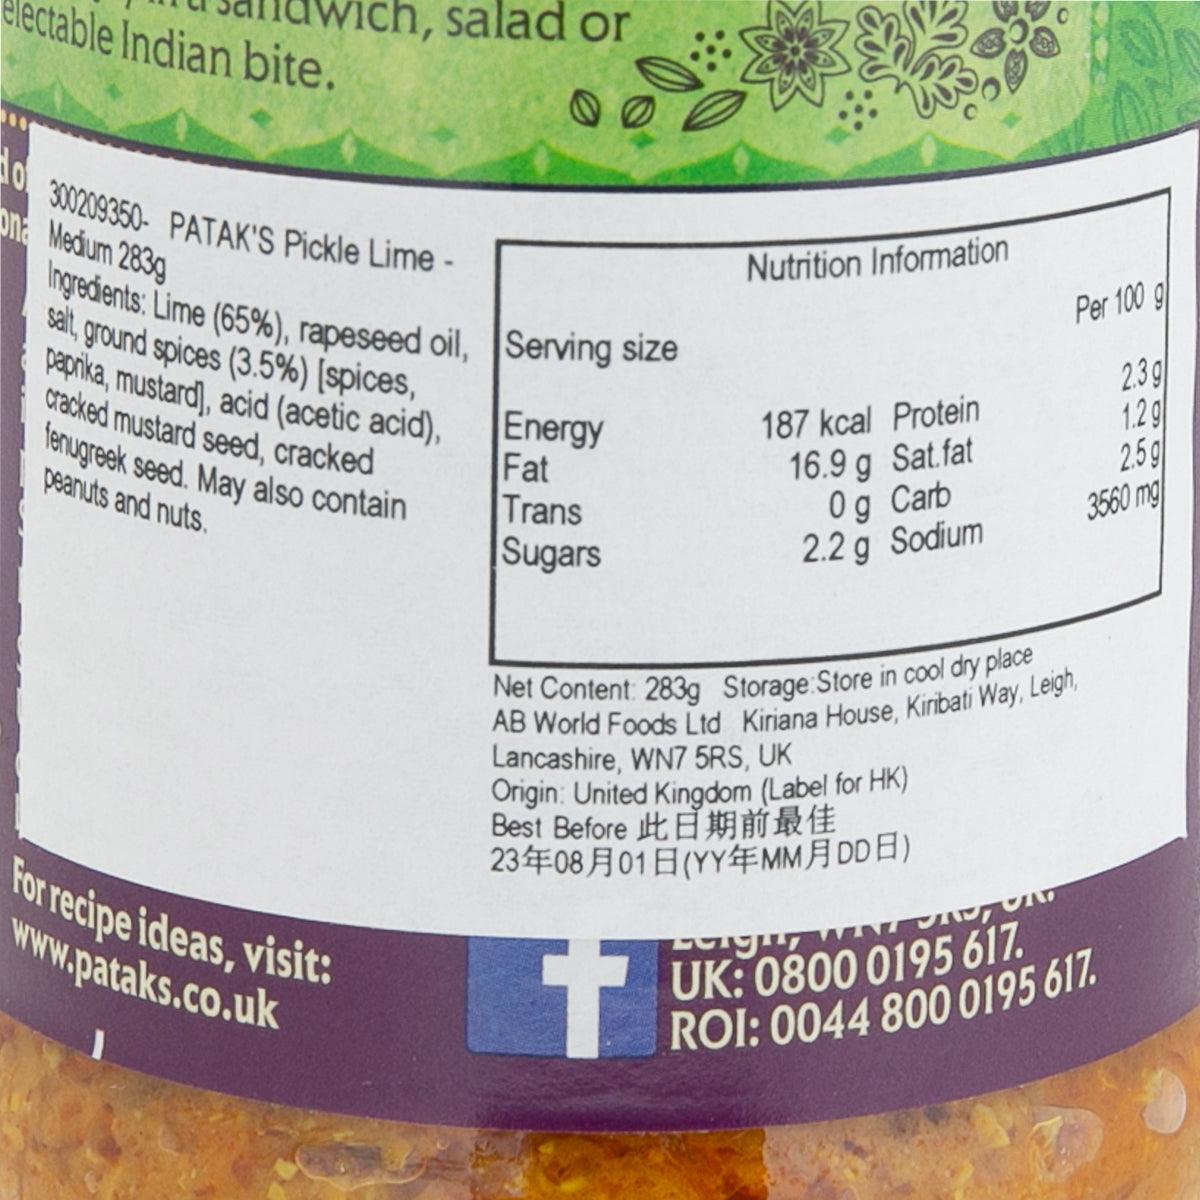 sandwich, salad or
electable Indian bite.
300209350- PATAK'S Pickle Lime -
Medium 283g
Ingredients: Lime (65%), rapeseed oil,
salt, ground spices (3.5%) [spices,
paprika, mustard], acid (acetic acid),
cracked mustard seed, cracked
fenugreek seed. May also contain
peanuts and nuts.
Nutrition Information
Per 100 g
Serving size
Energy 187 kcal Protein 2.3 g
Fat 16.9 g Sat.fat 1.2 g
Trans 0 g Carb 2.5 g
Sugars 2.2 g Sodium 3560 mg
Net Content: 283g Storage:Store in cool dry place
AB World Foods Ltd Kiriana House, Kiribati Way, Leigh,
Lancashire, WN7 5RS, UK
Origin: United Kingdom (Label for HK)
Best Before 此日期前最佳
23年08月01日(YY年MM月DD日)
For recipe ideas, visit:
www.pataks.co.uk
f
Leigh, WN7 5RS, UK.
UK: 0800 0195 617.
ROI: 0044 800 0195 617.